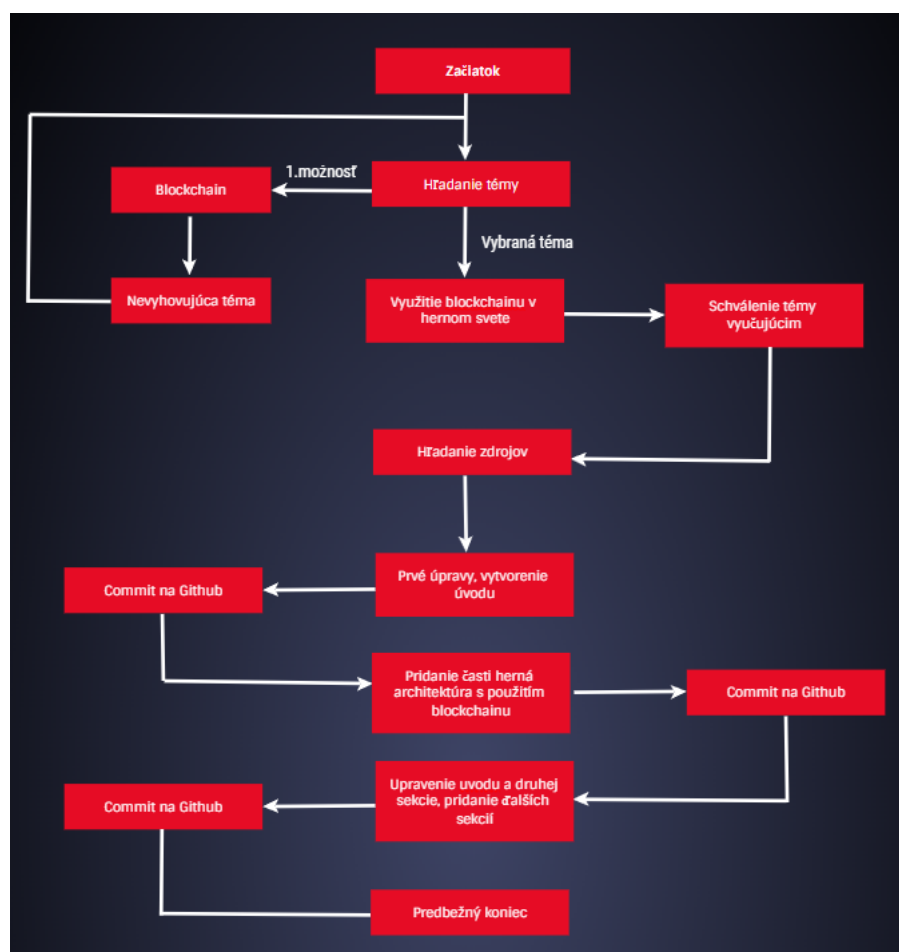 Začiatok
1.možnosť
Blockchain
Hľadanie témy
Vybraná téma
Nevyhovujúca téma
Využitie blockchainu v
hernom svete
Schválenie témy
vyučujúcim
Hľadanie zdrojov
Prvé úpravy, vytvorenie
úvodu
Commit na Github
Pridanie časti herná
architektúra s použitím
blockchainu
Commit na Github
Upravenie uvodu a druhej
sekcie, pridanie ďalších
sekcií
Commit na Github
Predbežný koniec